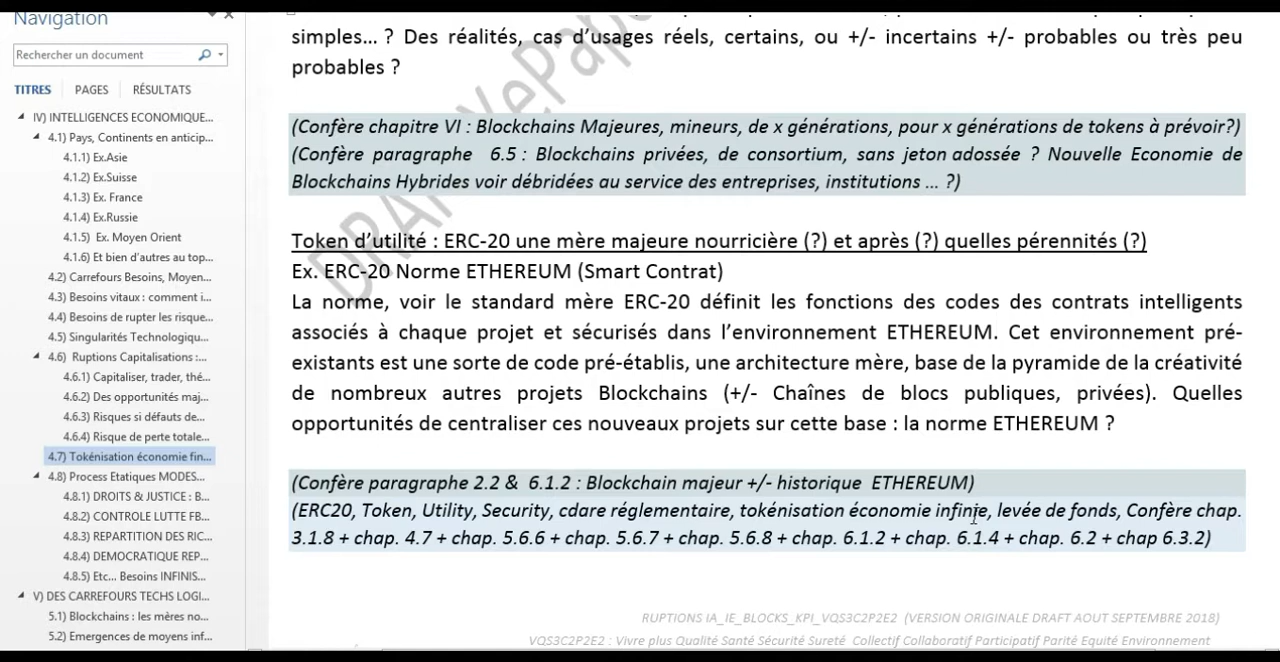 Navigation
Rechercher un document
TITRES PAGES RÉSULTATS
IV) INTELLIGENCES ECONOMIQUE...
4.1) Pays, Continents en anticip...
4.1.1) Ex.Asie
4.1.2) Ex.Suisse
4.1.3) Ex. France
4.1.4) Ex.Russie
4.1.5) Ex. Moyen Orient
4.1.6) Et bien d'autres au top...
4.2) Carrefours Besoins, Moyen...
4.3) Besoins vitaux : comment i...
4.4) Besoins de rupter les risque...
4.5) Singularités Technologiqu...
4.6) Ruptions Capitalisations :...
4.6.1) Capitaliser, trader, thé...
4.6.2) Des opportunités maj...
4.6.3) Risques si défauts de...
4.6.4) Risque de perte totale...
4.7) Tokénisation économie fin...
4.8) Process Etatiques MODES...
4.8.1) DROITS & JUSTICE : B...
4.8.2) CONTROLE LUTTE FB...
4.8.3) REPARTITION DES RIC...
4.8.4) DEMOCRATIQUE REP...
4.8.5) Etc... Besoins INFINIS...
V) DES CARREFOURS TECHS LOGI...
5.1) Blockchains : les mères no...
5.2) Emergences de moyens inf...
simples... ? Des réalités, cas d'usages réels, certains, ou +/- incertains +/- probables ou très peu
probables ?
(Confère chapitre VI : Blockchains Majeures, mineurs, de x générations, pour x générations de tokens à prévoir?)
(Confère paragraphe 6.5 : Blockchains privées, de consortium, sans jeton adossée ? Nouvelle Economie de
Blockchains Hybrides voir débridées au service des entreprises, institutions ... ?)
Token d'utilité : ERC-20 une mère majeure nourricière (?) et après (?) quelles pérennités (?)
Ex. ERC-20 Norme ETHEREUM (Smart Contrat)
La norme, voir le standard mère ERC-20 définit les fonctions des codes des contrats intelligents
associés à chaque projet et sécurisés dans l'environnement ETHEREUM. Cet environnement pré-
existants est une sorte de code pré-établis, une architecture mère, base de la pyramide de la créativité
de nombreux autres projets Blockchains (+/- Chaînes de blocs publiques, privées). Quelles
opportunités de centraliser ces nouveaux projets sur cette base : la norme ETHEREUM ?
(Confère paragraphe 2.2 & 6.1.2 : Blockchain majeur +/- historique ETHEREUM)
(ERC20, Token, Utility, Security, cdare réglementaire, tokénisation économie infinie, levée de fonds, Confère chap.
3.1.8 + chap. 4.7 + chap. 5.6.6 + chap. 5.6.7 + chap. 5.6.8 + chap. 6.1.2 + chap. 6.1.4 + chap. 6.2 + chap 6.3.2)
RUPTIONS IA_IE_BLOCKS_KPI_VQS3C2P2E2 (VERSION ORIGINALE DRAFT AOUT SEPTEMBRE 2018)
VQS3C2P2E2 : Vivre plus Qualité Santé Sécurité Sureté Collectif Collaboratif Participatif Parité Equité Environnement